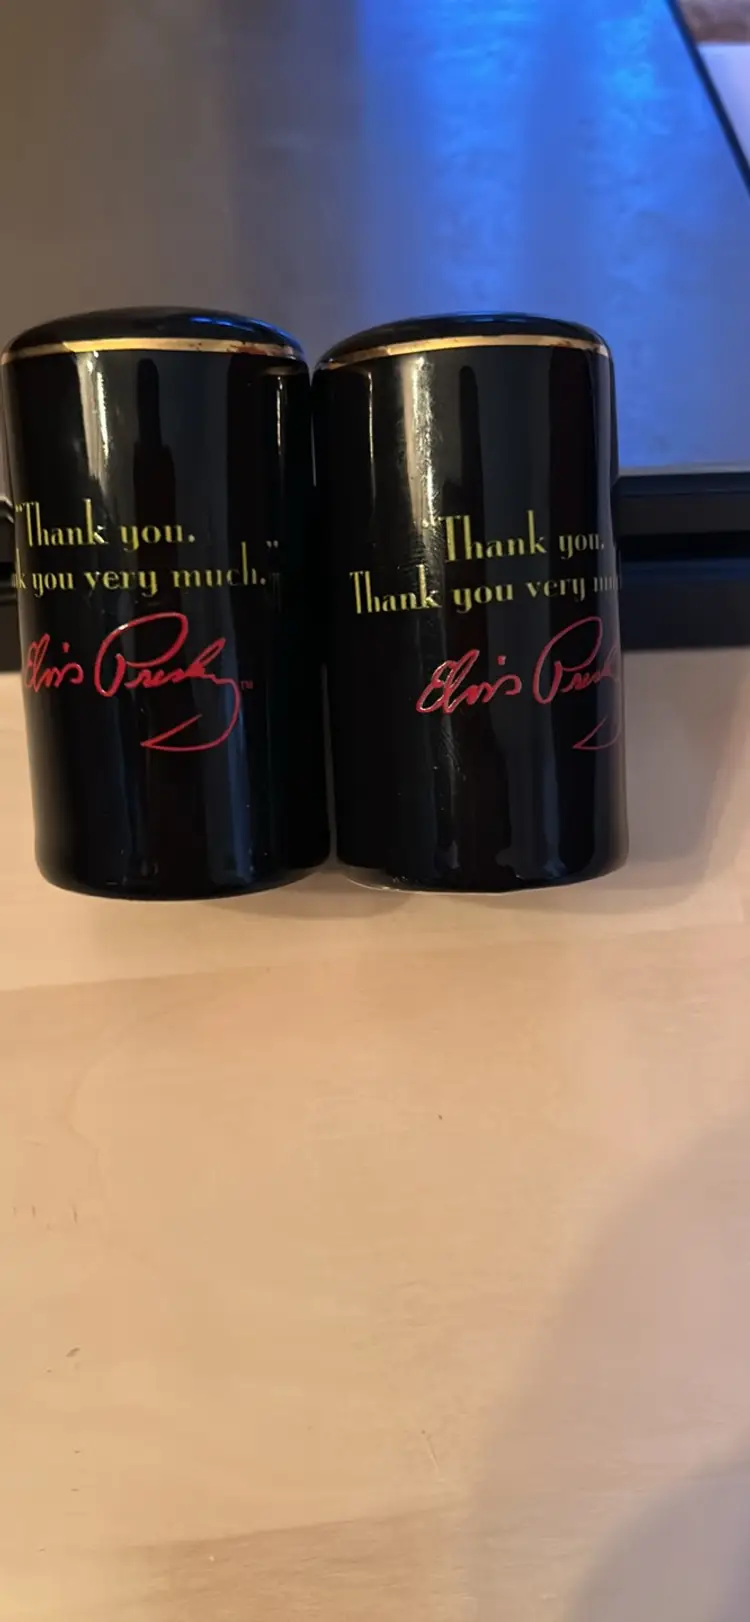 "Thank you.
you very much."
Elvis Presley™
"Thank you.
Thank you very
Elvis Presley